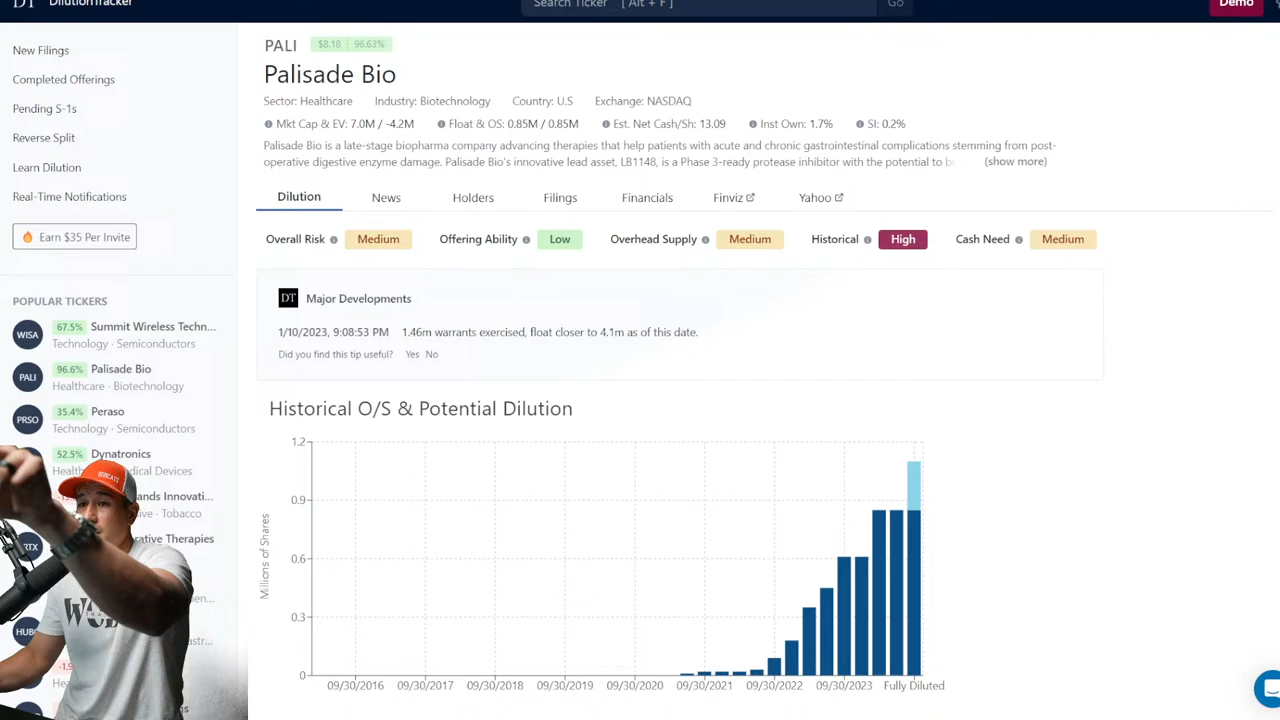 DT DilutionTracker
Search Ticker [ Alt + F ]
Go
Demo
New Filings
Completed Offerings
Pending S-1s
Reverse Split
Learn Dilution
Real-Time Notifications
Earn $35 Per Invite
POPULAR TICKERS
WISA 67.5% Summit Wireless Techn...
Technology · Semiconductors
PALI 96.6% Palisade Bio
Healthcare · Biotechnology
PRSO 35.4% Peraso
Technology · Semiconductors
52.5% Dynatronics
edical Devices
ands Innovati...
Tobacco
rative Therapies
HUB
PALI $8.18 | 96.63%
Palisade Bio
Sector: Healthcare Industry: Biotechnology Country: U.S Exchange: NASDAQ
Mkt Cap & EV: 7.0M / -4.2M Float & OS: 0.85M / 0.85M Est. Net Cash/Sh: 13.09 Inst Own: 1.7% SI: 0.2%
Palisade Bio is a late-stage biopharma company advancing therapies that help patients with acute and chronic gastrointestinal complications stemming from post-
operative digestive enzyme damage. Palisade Bio's innovative lead asset, LB1148, is a Phase 3-ready protease inhibitor with the potential to (show more)
Dilution News Holders Filings Financials Finviz Yahoo
Overall Risk Medium Offering Ability Low Overhead Supply Medium Historical High Cash Need Medium
DT Major Developments
1/10/2023, 9:08:53 PM 1.46m warrants exercised, float closer to 4.1m as of this date.
Did you find this tip useful? Yes No
Historical O/S & Potential Dilution
Millions of Shares
1.2
0.9
0.6
0.3
0
09/30/2016 09/30/2017 09/30/2018 09/30/2019 09/30/2020 09/30/2021 09/30/2022 09/30/2023 Fully Diluted
BOBCATS